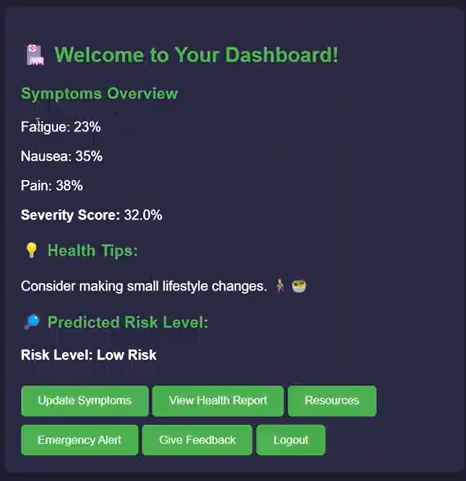 Welcome to Your Dashboard!
Symptoms Overview
Fatigue: 23%
Nausea: 35%
Pain: 38%
Severity Score: 32.0%
Health Tips:
Consider making small lifestyle changes.
Predicted Risk Level:
Risk Level: Low Risk
Update Symptoms View Health Report Resources
Emergency Alert Give Feedback Logout